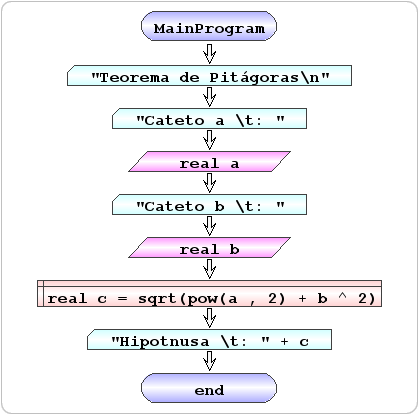 MainProgram
"Teorema de Pitágoras\n"
"Cateto a \t: "
real a
"Cateto b \t: "
real b
real c = sqrt(pow(a , 2) + b ^ 2)
"Hipotnusa \t: " + c
end